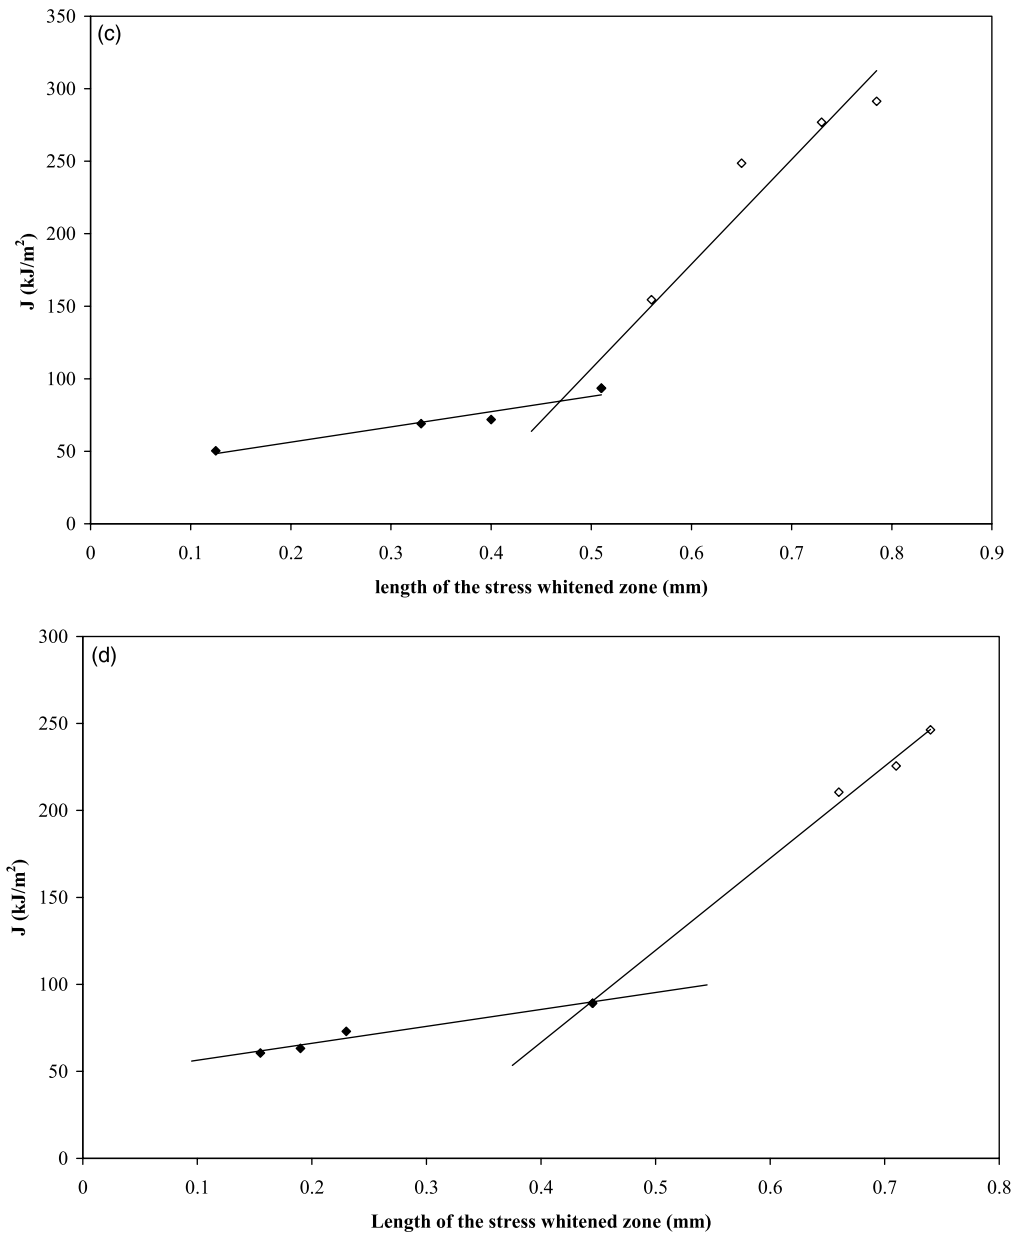 (c)
350
300
250
200
150
100
50
0
J (kJ/m²)
0 0.1 0.2 0.3 0.4 0.5 0.6 0.7 0.8 0.9
length of the stress whitened zone (mm)
(d)
300
250
200
150
100
50
0
J (kJ/m²)
0 0.1 0.2 0.3 0.4 0.5 0.6 0.7 0.8
Length of the stress whitened zone (mm)